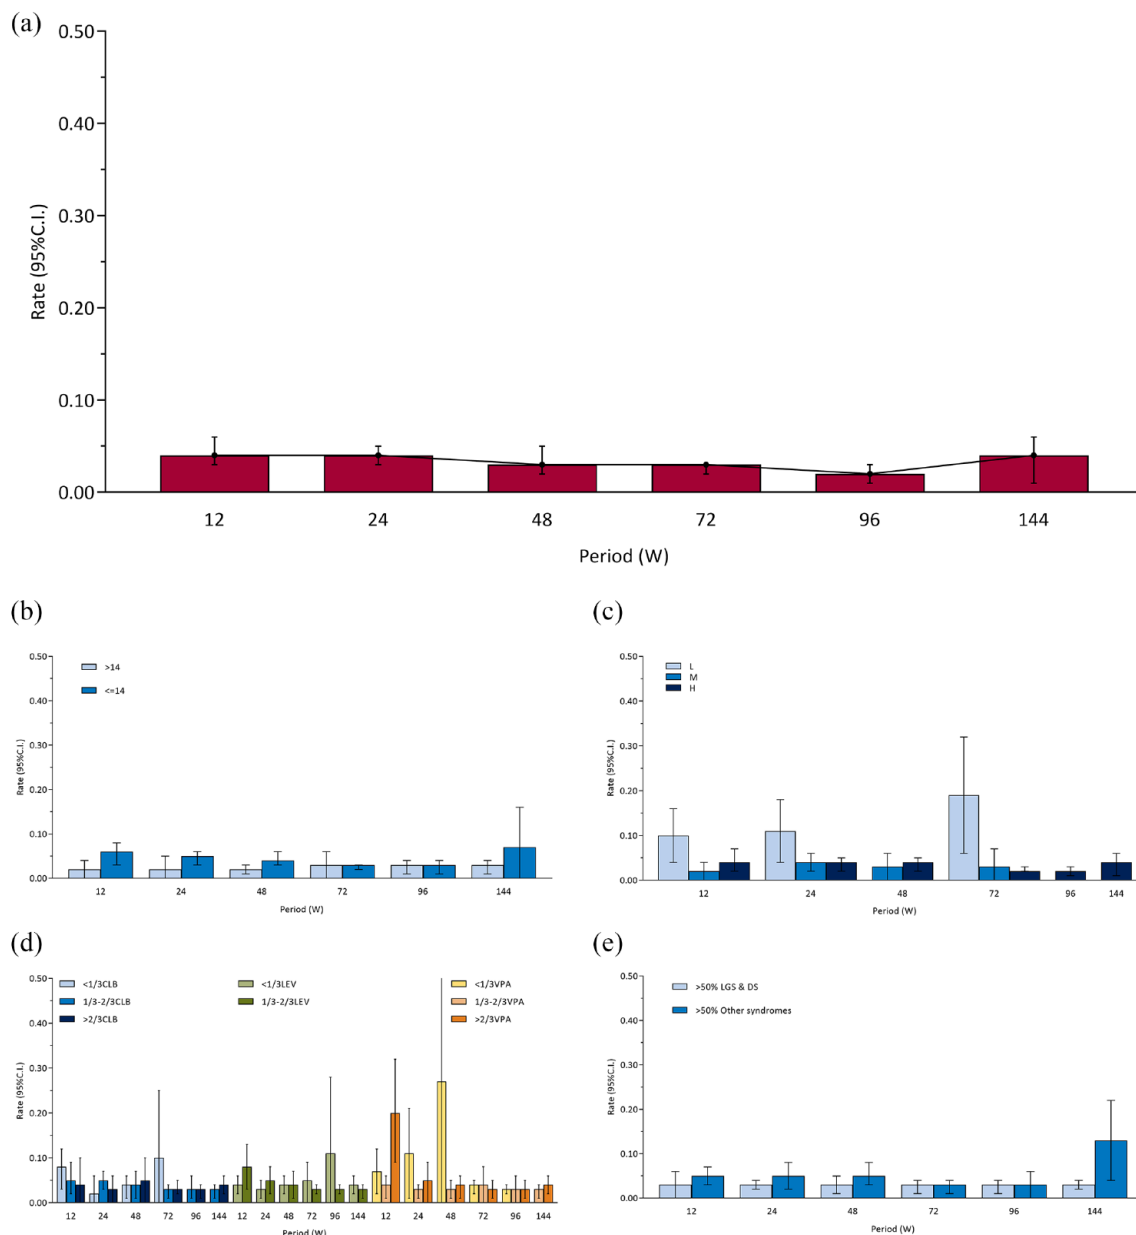 (a)
0.50
0.40
0.30
0.20
0.10
0.00
Rate (95%C.I.)
12 24 48 72 96 144
Period (W)
(b)
0.50
0.40
0.30
0.20
0.10
0.00
Rate (95%C.I.)
>14
<=14
12 24 48 72 96 144
Period (W)
(c)
0.50
0.40
0.30
0.20
0.10
0.00
Rate (95%C.I.)
L
M
H
12 24 48 72 96 144
Period (W)
(d)
0.50
0.40
0.30
0.20
0.10
0.00
Rate (95%C.I.)
<1/3CLB <1/3LEV <1/3VPA
1/3-2/3CLB 1/3-2/3LEV 1/3-2/3VPA
>2/3CLB >2/3VPA
12 24 48 72 96 144 12 24 48 72 96 144 12 24 48 72 96 144
Period (W)
(e)
0.50
0.40
0.30
0.20
0.10
0.00
Rate (95%C.I.)
>50% LGS & DS
>50% Other syndromes
12 24 48 72 96 144
Period (W)